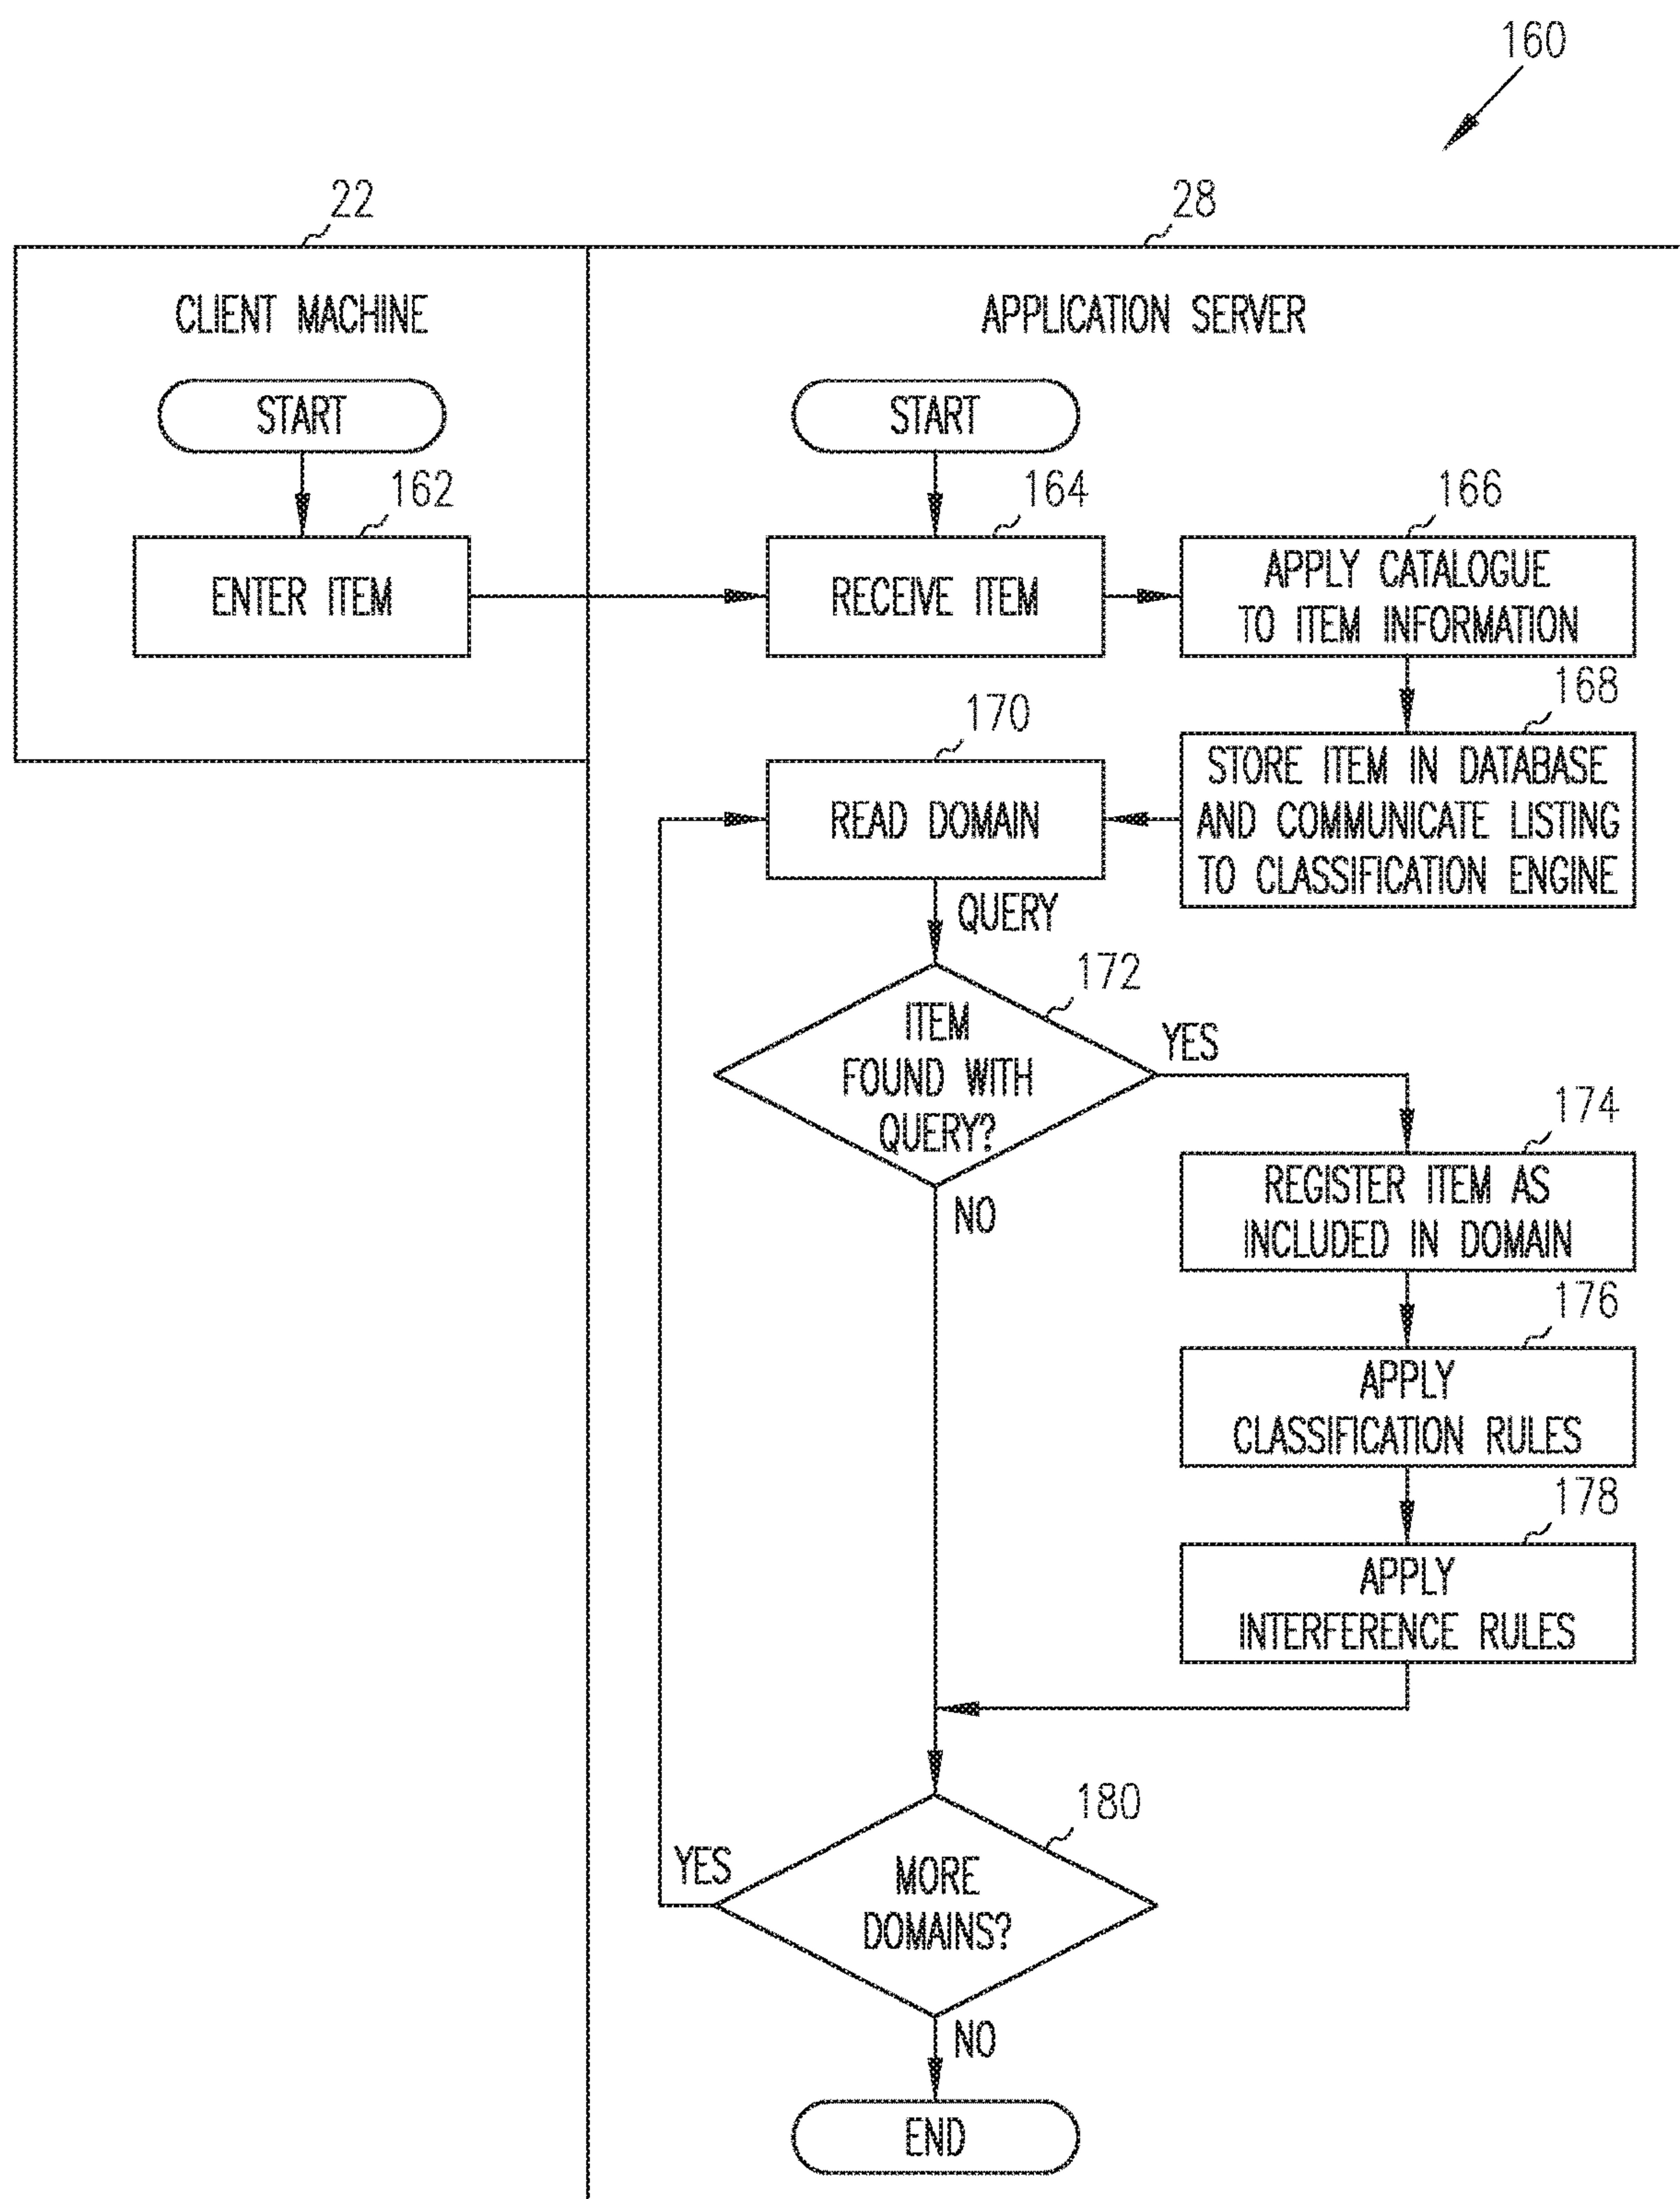 160
22
28
CLIENT MACHINE
APPLICATION SERVER
START
START
162
164
166
ENTER ITEM
RECEIVE ITEM
APPLY CATALOGUE
TO ITEM INFORMATION
168
170
STORE ITEM IN DATABASE
AND COMMUNICATE LISTING
TO CLASSIFICATION ENGINE
READ DOMAIN
QUERY
172
ITEM
FOUND WITH
QUERY?
YES
NO
174
REGISTER ITEM AS
INCLUDED IN DOMAIN
176
APPLY
CLASSIFICATION RULES
178
APPLY
INTERFERENCE RULES
180
YES
MORE
DOMAINS?
NO
END